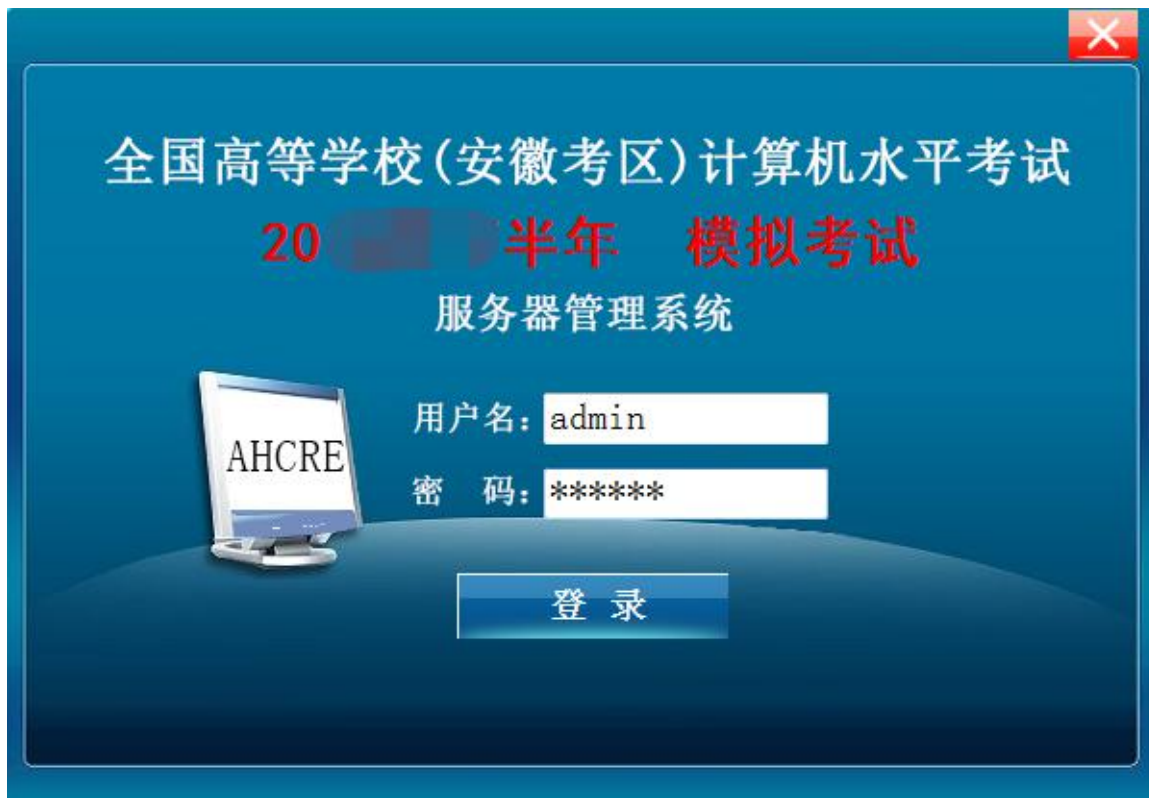 全国高等学校(安徽考区)计算机水平考试
20 半年 模拟考试
服务器管理系统
用户名：admin
AHCRE
密 码：******
登 录